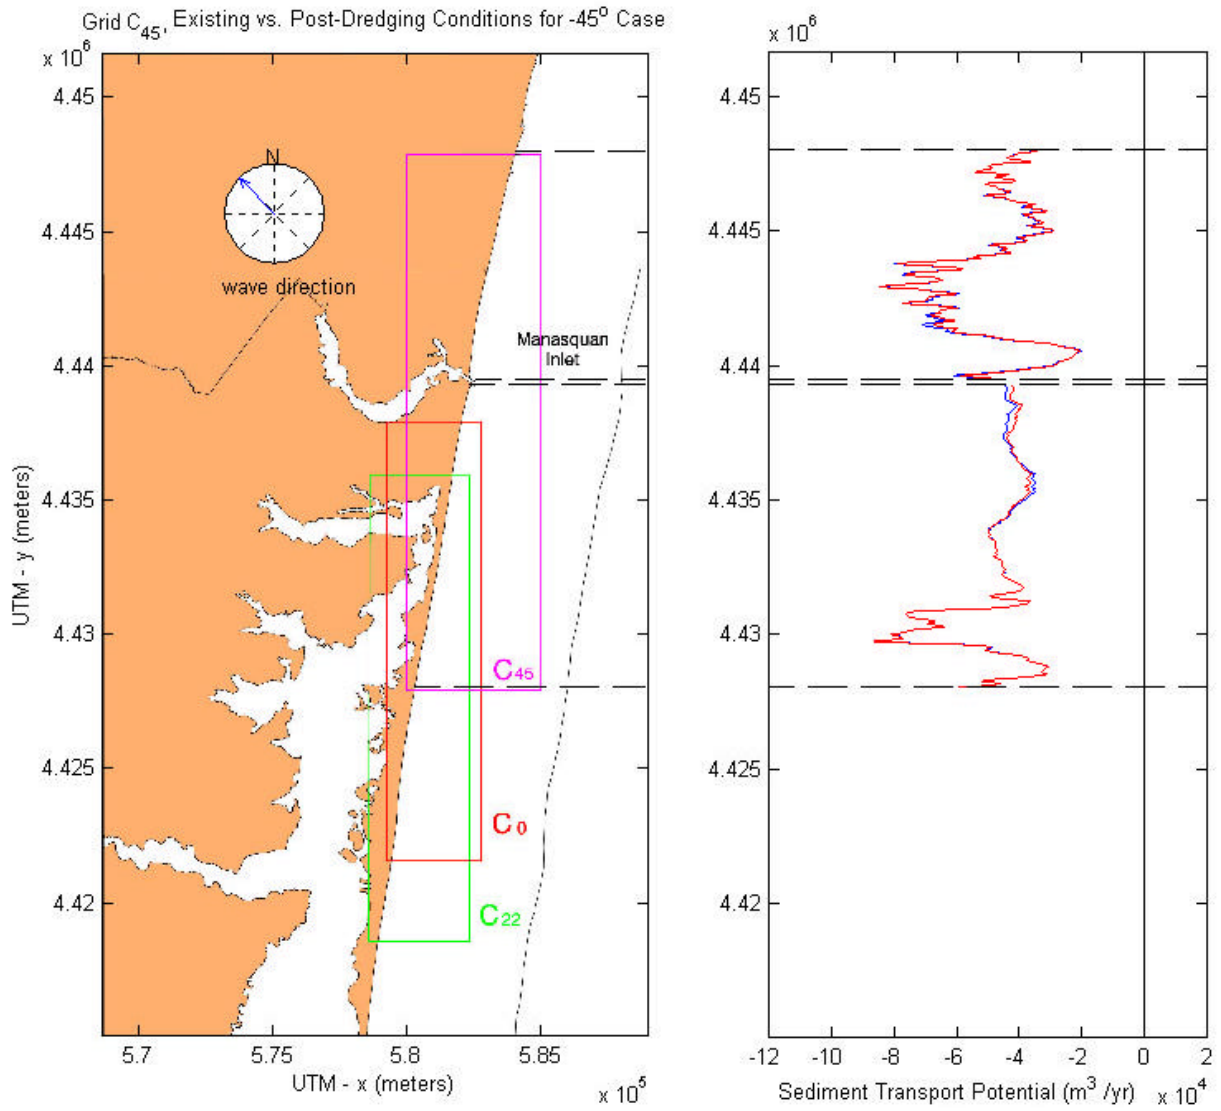 Grid C45, Existing vs. Post-Dredging Conditions for -45° Case
x 10^6
4.45
4.445
4.44
4.435
4.43
4.425
4.42
UTM - y (meters)
N
wave direction
Manasquan
Inlet
C45
C0
C22
5.7
5.75
5.8
5.85
UTM - x (meters)
x 10^5
x 10^6
4.45
4.445
4.44
4.435
4.43
4.425
4.42
-12
-10
-8
-6
-4
-2
0
2
Sediment Transport Potential (m^3 /yr)
x 10^4